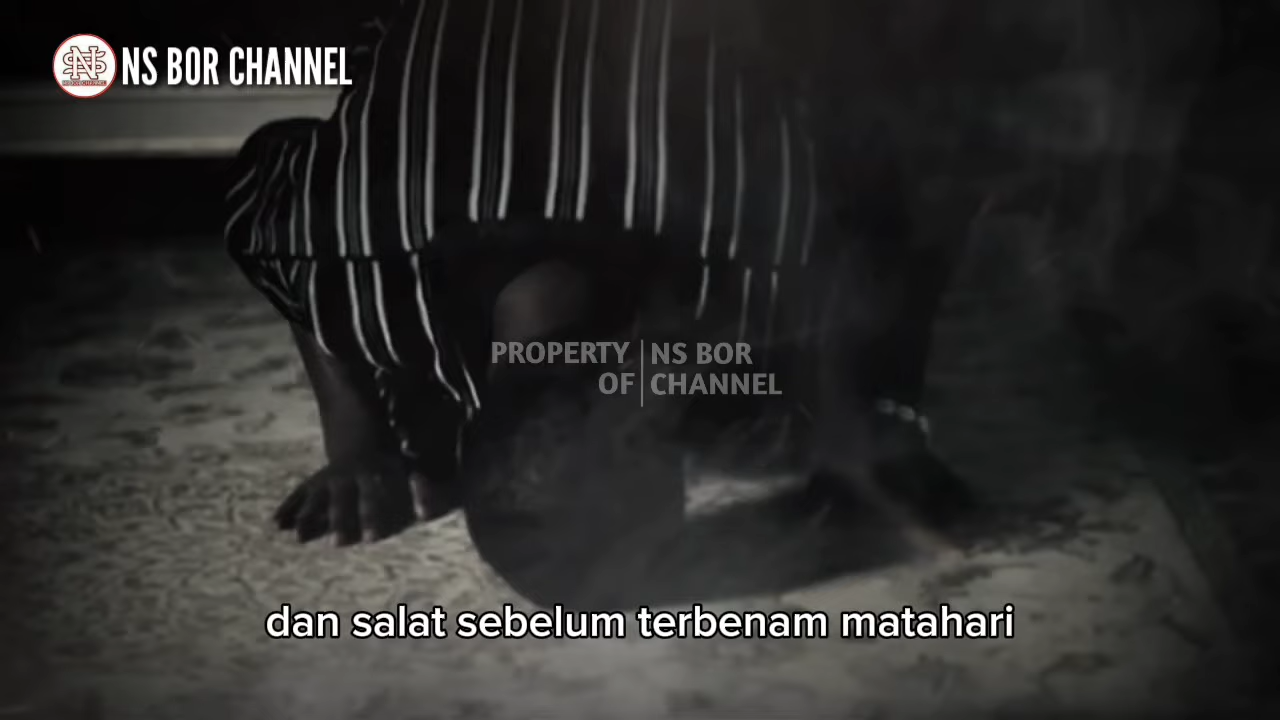 NS BOR CHANNEL
PROPERTY OF
NS BOR CHANNEL
dan salat sebelum terbenam matahari